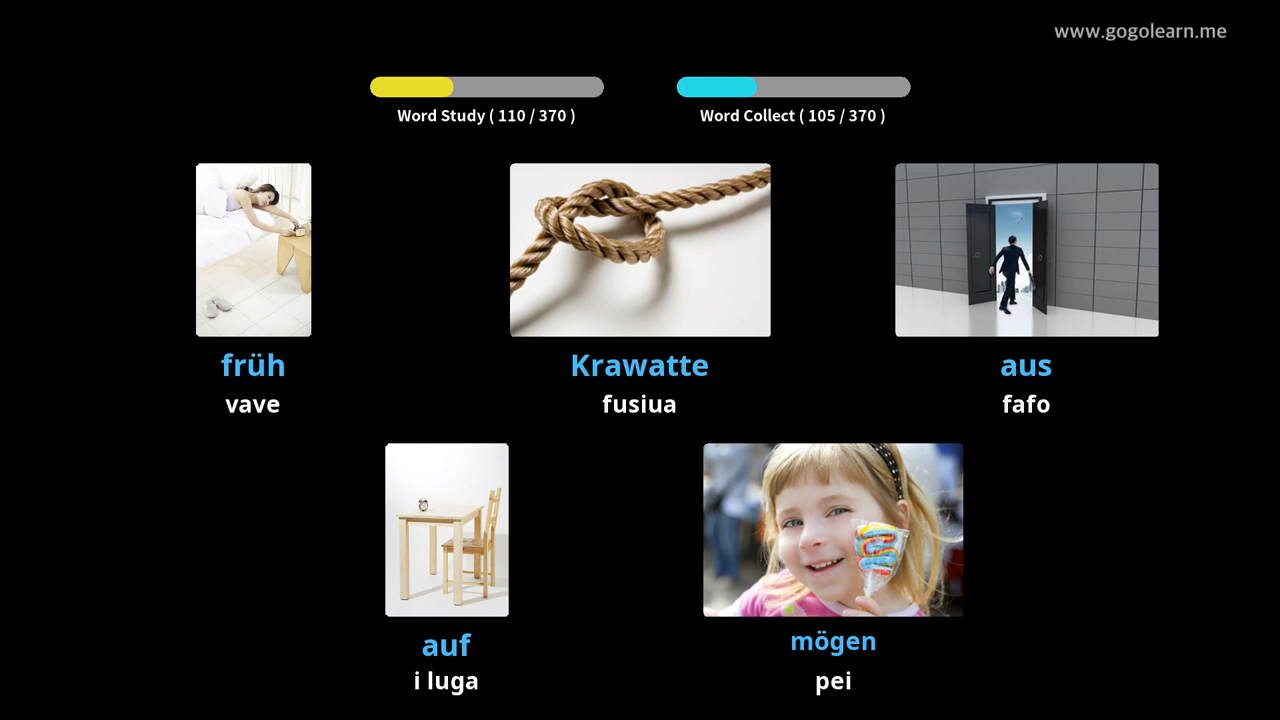 www.gogolearn.me
Word Study ( 110 / 370 )
Word Collect ( 105 / 370 )
früh
vave
Krawatte
fusiua
aus
fafo
auf
i luga
mögen
pei